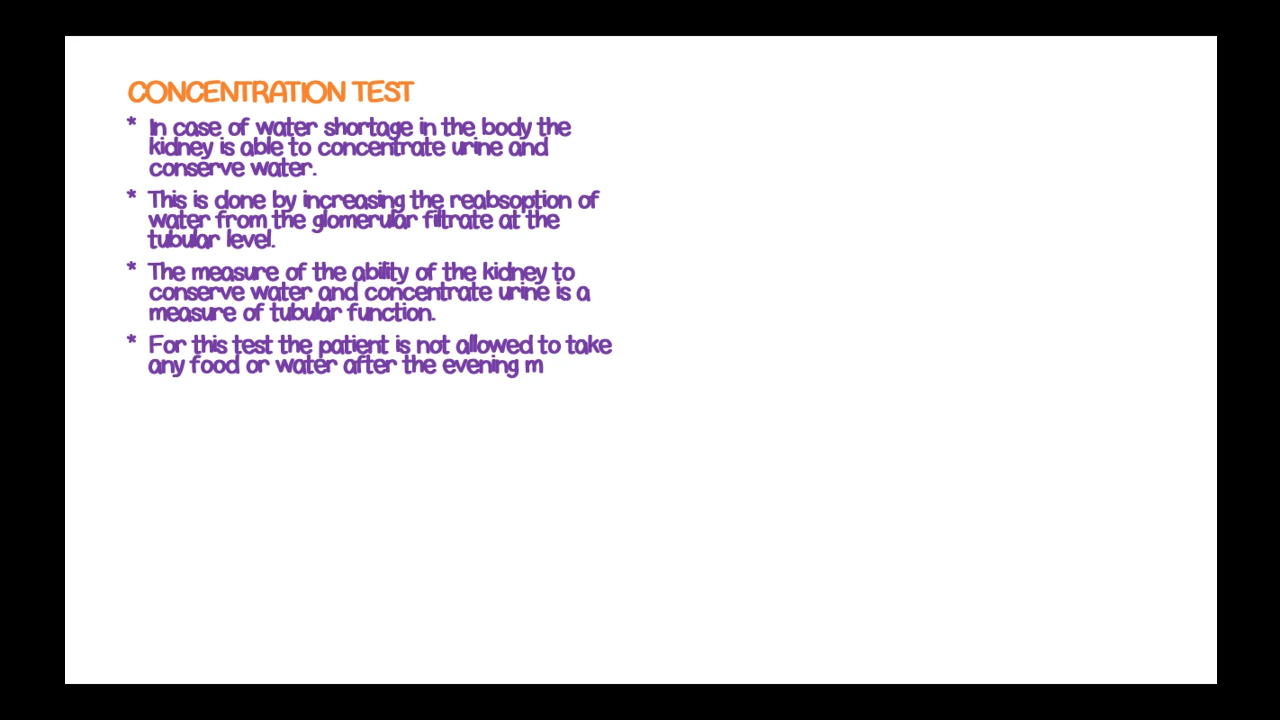 CONCENTRATION TEST
* In case of water shortage in the body the
kidney is able to concentrate urine and
conserve water.
* This is done by increasing the reabsoption of
water from the glomerular filtrate at the
tubular level.
* The measure of the ability of the kidney to
conserve water and concentrate urine is a
measure of tubular function.
* For this test the patient is not allowed to take
any food or water after the evening m